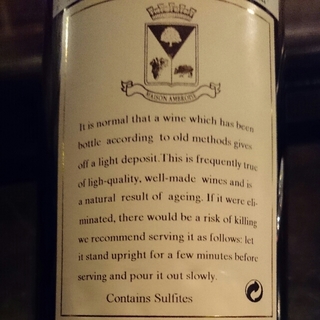 MAISON AMBROISE
It is normal that a wine which has been
bottle according to old methods gives
off a light deposit. This is frequently true
of ligh-quality, well-made wines and is
a natural result of ageing. If it were eli-
minated, there would be a risk of killing
we recommend serving it as follows: let
it stand upright for a few minutes before
serving and pour it out slowly.
Contains Sulfites